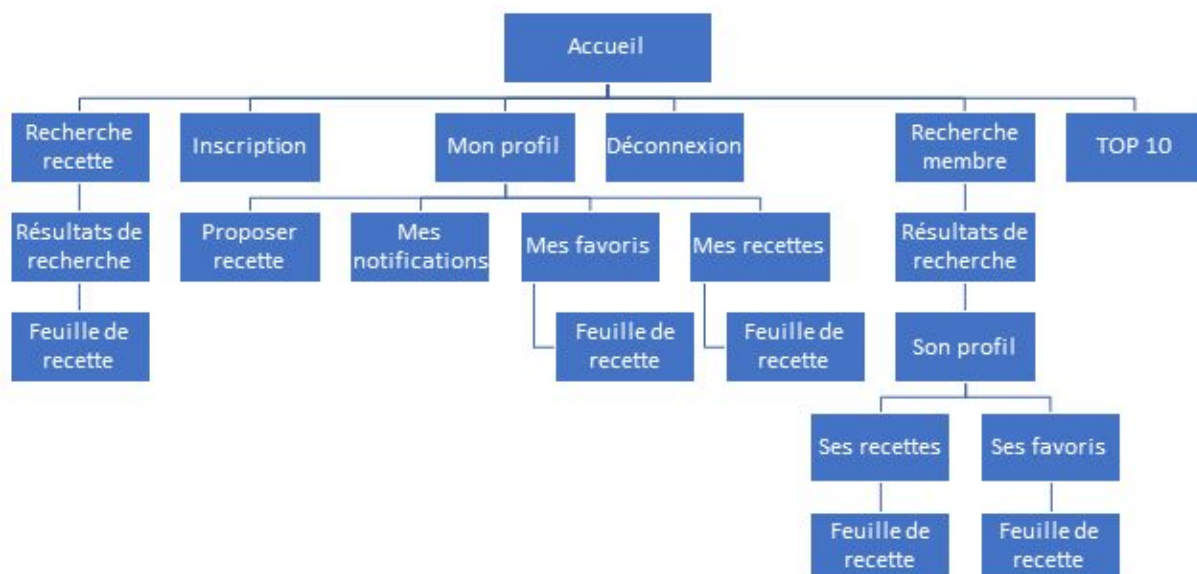 Accueil
Recherche
recette
Inscription
Mon profil
Déconnexion
Recherche
membre
TOP 10
Résultats de
recherche
Proposer
recette
Mes
notifications
Mes favoris
Mes recettes
Résultats de
recherche
Feuille de
recette
Feuille de
recette
Feuille de
recette
Son profil
Ses recettes
Ses favoris
Feuille de
recette
Feuille de
recette